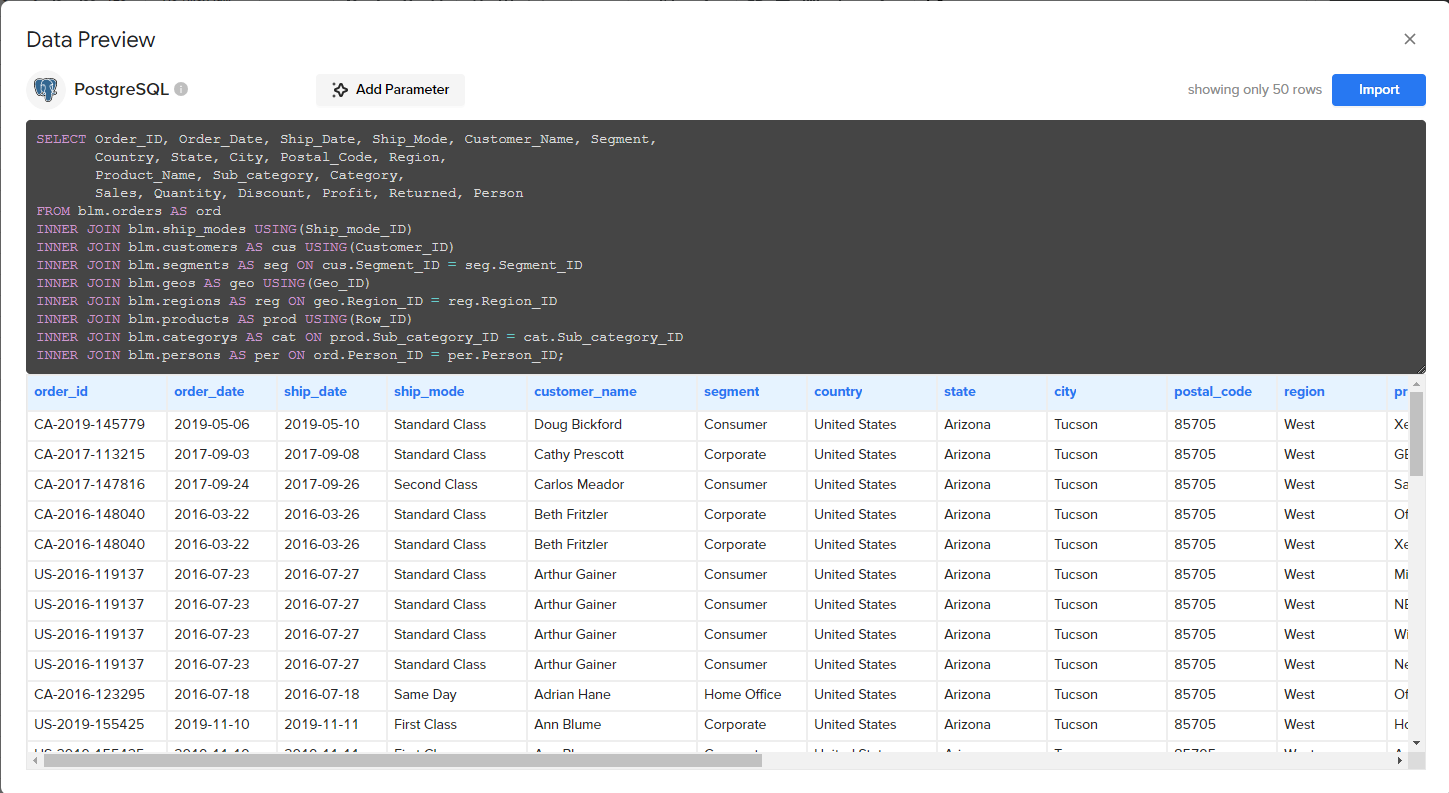 Data Preview
PostgreSQL
Add Parameter
showing only 50 rows
Import
SELECT Order_ID, Order_Date, Ship_Date, Ship_Mode, Customer_Name, Segment,
Country, State, City, Postal_Code, Region,
Product_Name, Sub_category, Category,
Sales, Quantity, Discount, Profit, Returned, Person
FROM blm.orders AS ord
INNER JOIN blm.ship_modes USING(Ship_mode_ID)
INNER JOIN blm.customers AS cus USING(Customer_ID)
INNER JOIN blm.segments AS seg ON cus.Segment_ID = seg.Segment_ID
INNER JOIN blm.geos AS geo USING(Geo_ID)
INNER JOIN blm.regions AS reg ON geo.Region_ID = reg.Region_ID
INNER JOIN blm.products AS prod USING(Row_ID)
INNER JOIN blm.categorys AS cat ON prod.Sub_category_ID = cat.Sub_category_ID
INNER JOIN blm.persons AS per ON ord.Person_ID = per.Person_ID;
order_id order_date ship_date ship_mode customer_name segment country state city postal_code region pr
CA-2019-145779 2019-05-06 2019-05-10 Standard Class Doug Bickford Consumer United States Arizona Tucson 85705 West Xe
CA-2017-113215 2017-09-03 2017-09-08 Standard Class Cathy Prescott Corporate United States Arizona Tucson 85705 West GE
CA-2017-147816 2017-09-24 2017-09-26 Second Class Carlos Meador Consumer United States Arizona Tucson 85705 West Sa
CA-2016-148040 2016-03-22 2016-03-26 Standard Class Beth Fritzler Corporate United States Arizona Tucson 85705 West Of
CA-2016-148040 2016-03-22 2016-03-26 Standard Class Beth Fritzler Corporate United States Arizona Tucson 85705 West Xe
US-2016-119137 2016-07-23 2016-07-27 Standard Class Arthur Gainer Consumer United States Arizona Tucson 85705 West Mi
US-2016-119137 2016-07-23 2016-07-27 Standard Class Arthur Gainer Consumer United States Arizona Tucson 85705 West NE
US-2016-119137 2016-07-23 2016-07-27 Standard Class Arthur Gainer Consumer United States Arizona Tucson 85705 West Wi
US-2016-119137 2016-07-23 2016-07-27 Standard Class Arthur Gainer Consumer United States Arizona Tucson 85705 West Ne
CA-2016-123295 2016-07-18 2016-07-18 Same Day Adrian Hane Home Office United States Arizona Tucson 85705 West Of
US-2019-155425 2019-11-10 2019-11-11 First Class Ann Blume Corporate United States Arizona Tucson 85705 West Ho